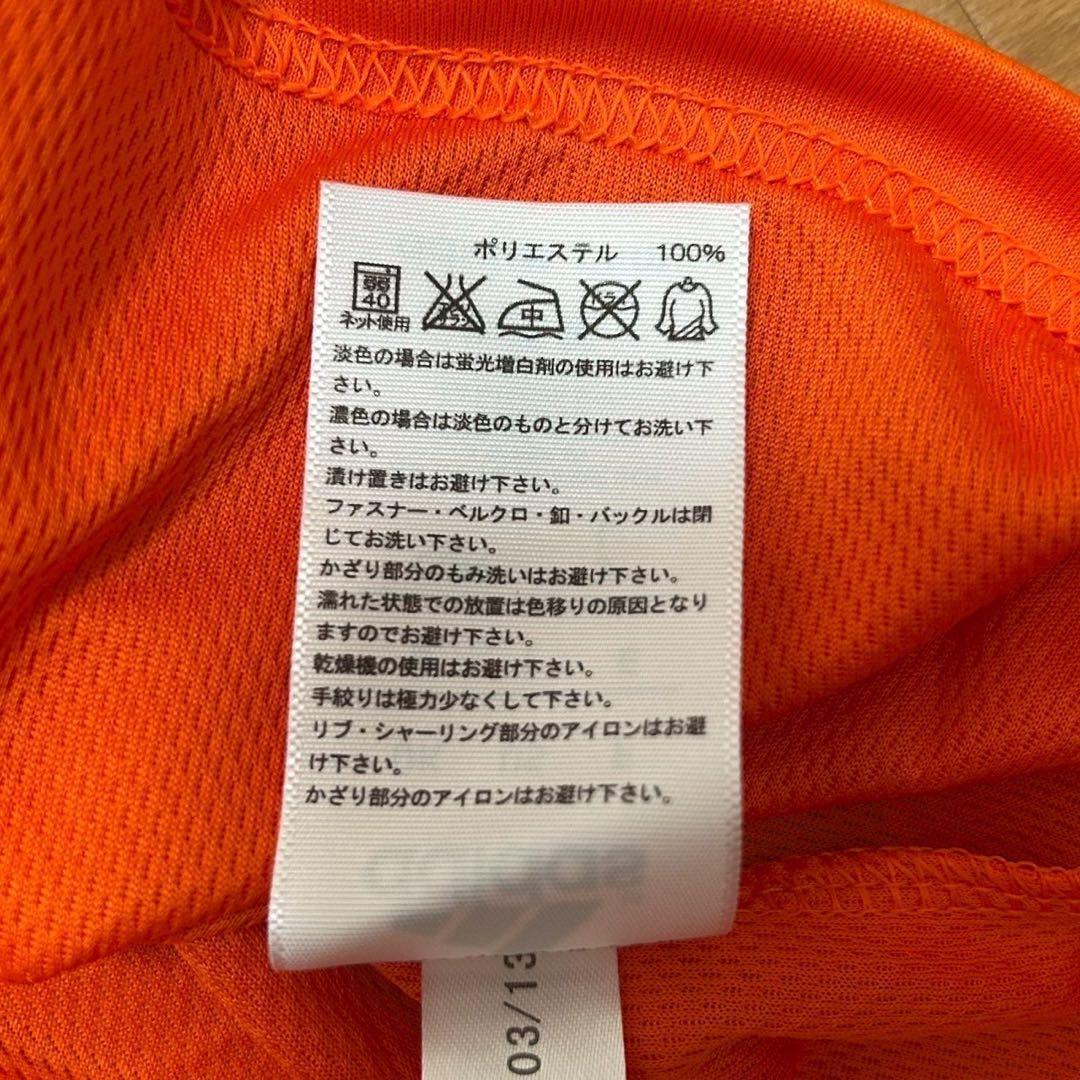 ポリエステル 100%
40
ネット使用
中
淡色の場合は蛍光増白剤の使用はお避け下
さい。
濃色の場合は淡色のものと分けてお洗い下
さい。
漬け置きはお避け下さい。
ファスナー・ベルクロ・釦・バックルは閉
じてお洗い下さい。
かざり部分のもみ洗いはお避け下さい。
濡れた状態での放置は色移りの原因となり
ますのでお避け下さい。
乾燥機の使用はお避け下さい。
手絞りは極力少なくして下さい。
リブ・シャーリング部分のアイロンはお避
け下さい。
かざり部分のアイロンはお避け下さい。
03/13